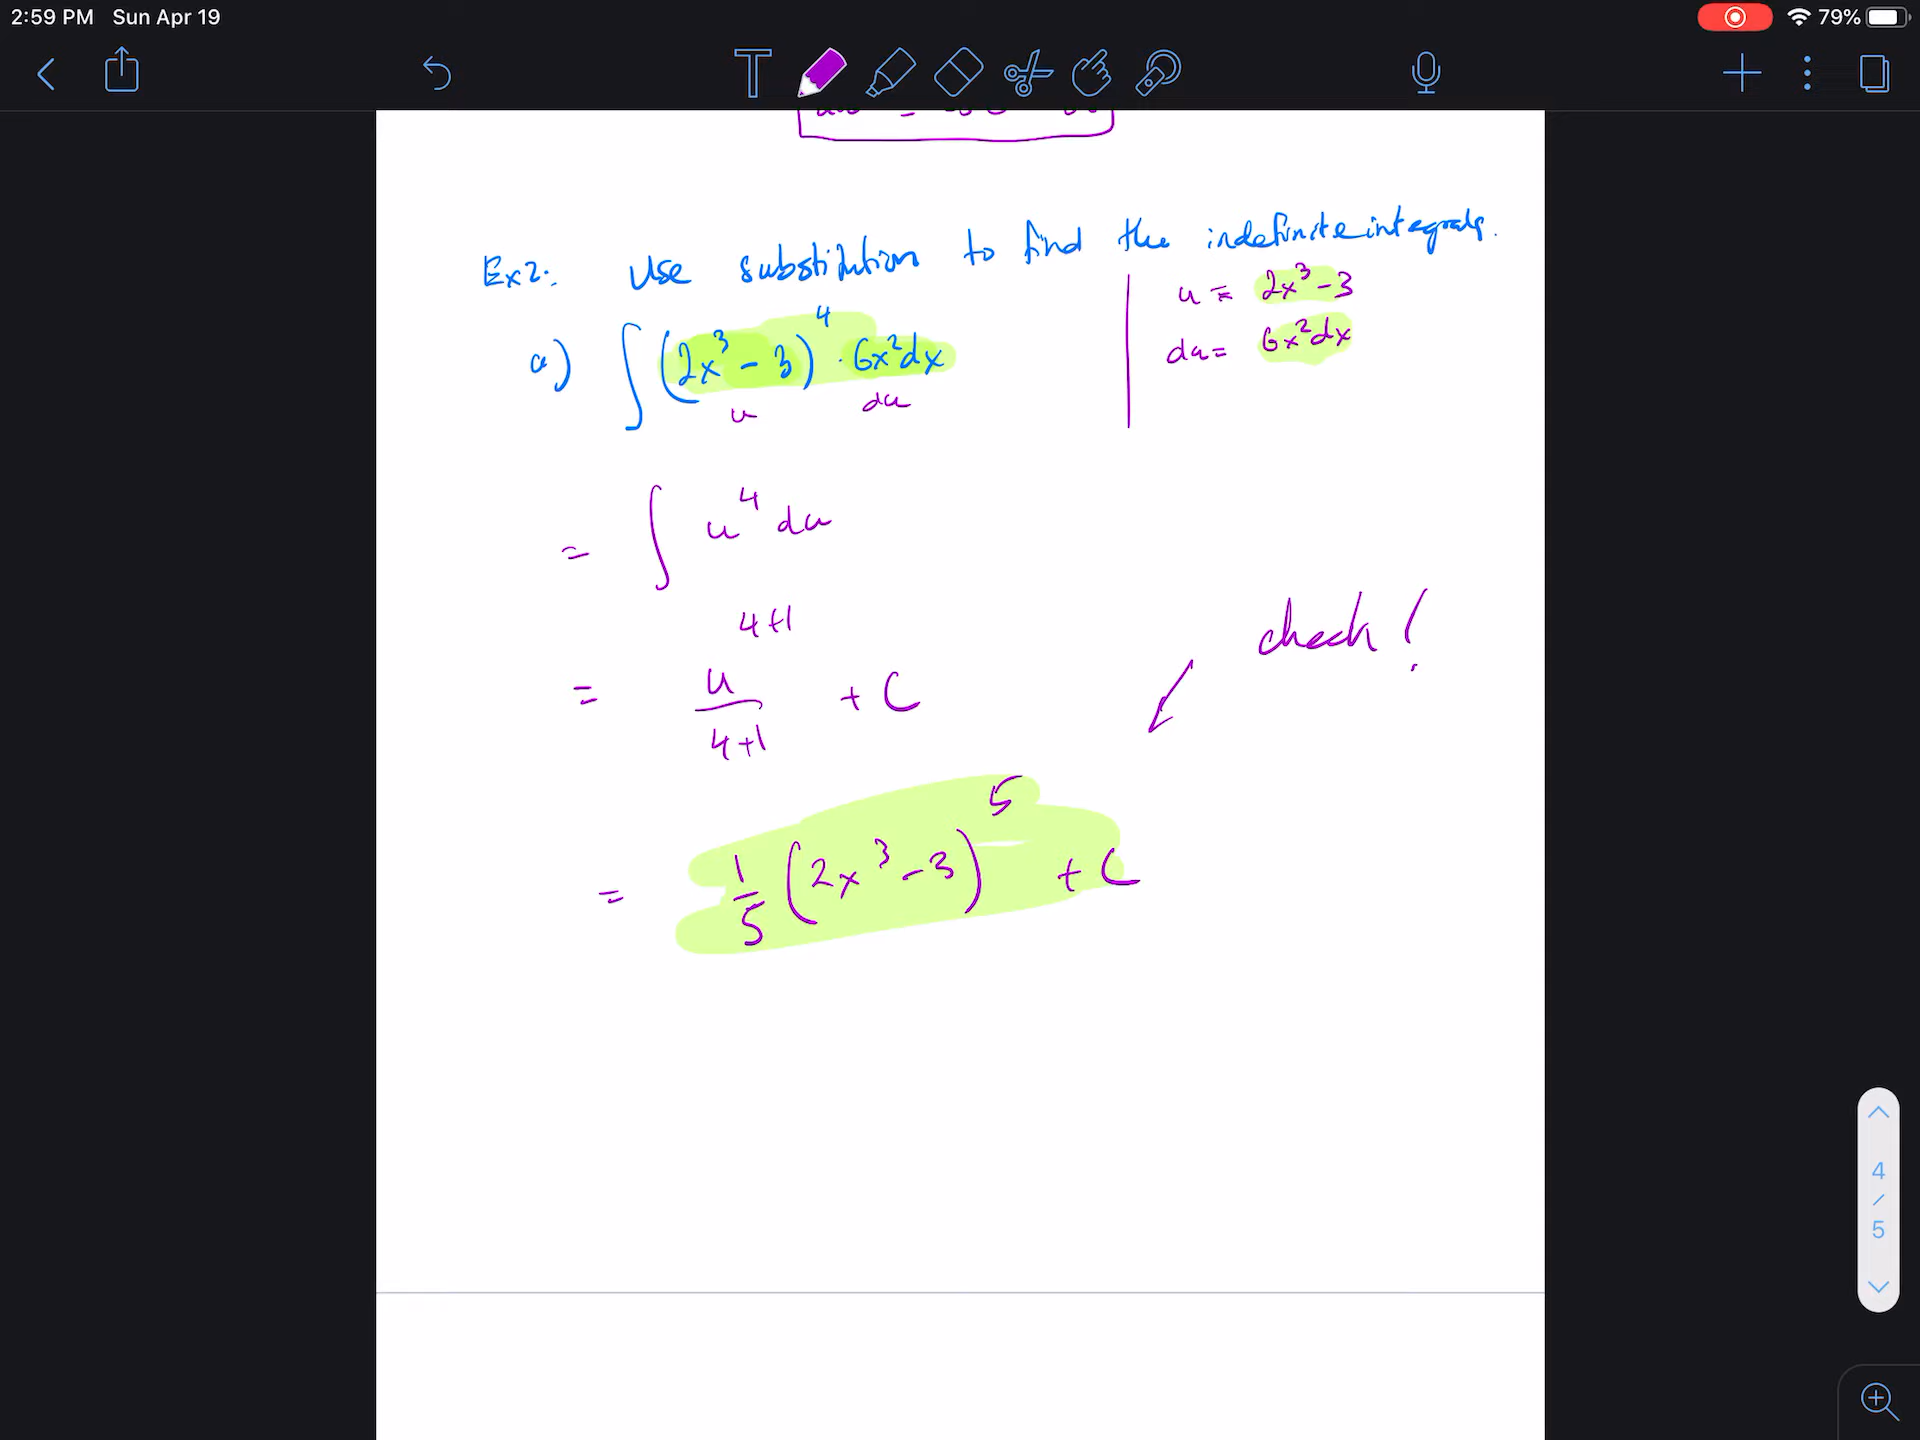 2:59 PM Sun Apr 19
79%
T
Ex2: Use substitution to find the indefinite integrals.
a) ∫ (2x³ - 3)⁴ · 6x²dx
u du
u = 2x³ - 3
du = 6x²dx
= ∫ u⁴ du
= u⁴⁺¹/4+1 + C
check!
= 1/5 (2x³ - 3)⁵ + C
4
/
5